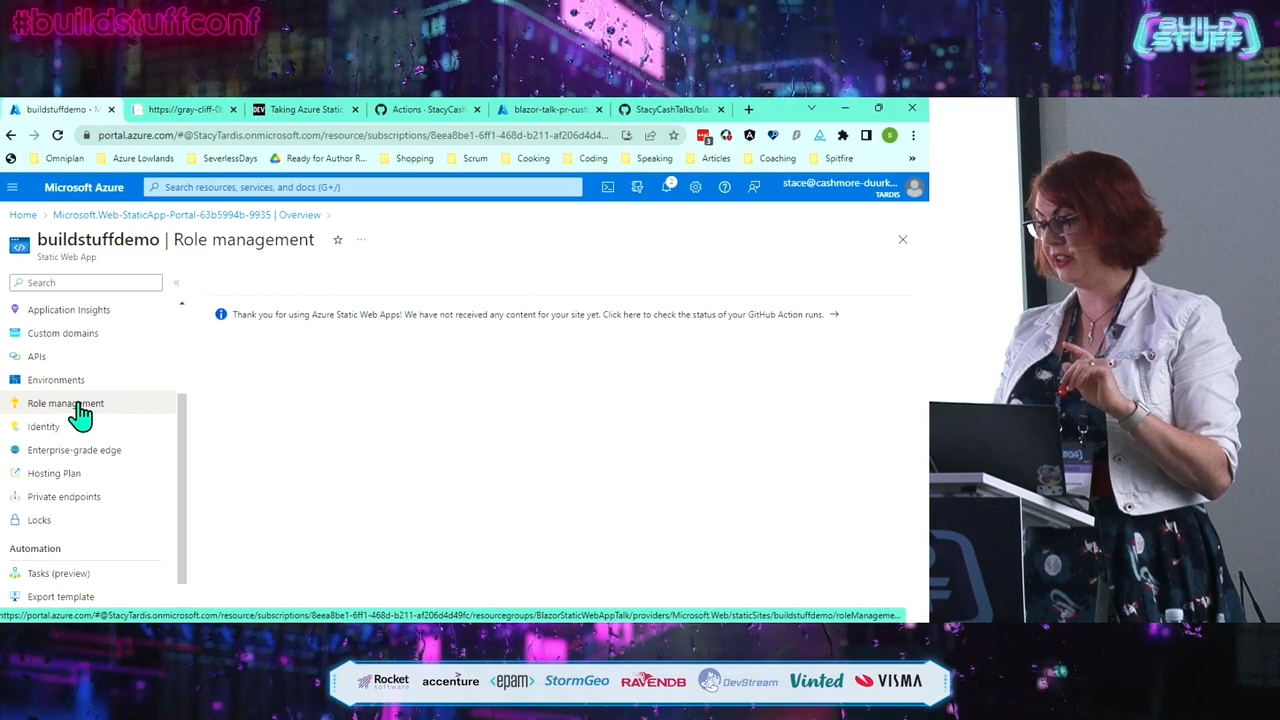 #buildstuffconf
BUILD
STUFF
buildstuffdemo - M
https://gray-cliff-0
DEV
Taking Azure Static
Actions · StacyCash
blazor-talk-pr-cust
StacyCashTalks/bla
portal.azure.com/#@StacyTardis.onmicrosoft.com/resource/subscriptions/8eea8be1-6ff1-468d-b211-af206d4d4...
3
S
Omniplan
Azure Lowlands
SeverlessDays
Ready for Author R...
Shopping
Scrum
Cooking
Coding
Speaking
Articles
Coaching
Spitfire
»
Microsoft Azure
Search resources, services, and docs (G+/)
2
stace@cashmore-duurk...
TARDIS
Home > Microsoft.Web-StaticApp-Portal-63b5994b-9935 | Overview >
buildstuffdemo | Role management
Static Web App
Search
«
Application Insights
Custom domains
APIs
Environments
Role management
Identity
Enterprise-grade edge
Hosting Plan
Private endpoints
Locks
Automation
Tasks (preview)
Export template
Thank you for using Azure Static Web Apps! We have not received any content for your site yet. Click here to check the status of your GitHub Action runs. →
https://portal.azure.com/#@StacyTardis.onmicrosoft.com/resource/subscriptions/8eea8be1-6ff1-468d-b211-af206d4d49fc/resourcegroups/BlazorStaticWebAppTalk/providers/Microsoft.Web/staticSites/buildstuffdemo/roleManageme...
Rocket
software
accenture
<epam>
StormGeo
RAVENDB
DevStream
Vinted
VISMA